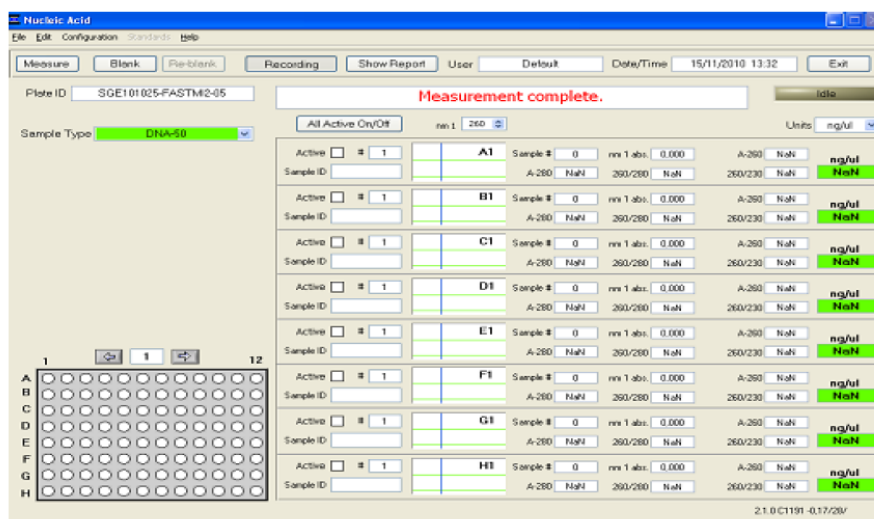 Nucleic Acid
File Edit Configuration Standards Help
Measure Blank Re-blank Recording Show Report User Default Date/Time 15/11/2010 13:32 Exit
Plate ID SGE101025-FASTMI2-05 Measurement complete. Idle
Sample Type DNA-50 All Active On/Off nm 1 260 Units ng/ul
Active # 1 A1 Sample # 0 nm 1 abs. 0,000 A-260 NaN ng/ul
Sample ID A-280 NaN 260/280 NaN 260/230 NaN NaN
Active # 1 B1 Sample # 0 nm 1 abs. 0,000 A-260 NaN ng/ul
Sample ID A-280 NaN 260/280 NaN 260/230 NaN NaN
Active # 1 C1 Sample # 0 nm 1 abs. 0,000 A-260 NaN ng/ul
Sample ID A-280 NaN 260/280 NaN 260/230 NaN NaN
Active # 1 D1 Sample # 0 nm 1 abs. 0,000 A-260 NaN ng/ul
Sample ID A-280 NaN 260/280 NaN 260/230 NaN NaN
Active # 1 E1 Sample # 0 nm 1 abs. 0,000 A-260 NaN ng/ul
Sample ID A-280 NaN 260/280 NaN 260/230 NaN NaN
Active # 1 F1 Sample # 0 nm 1 abs. 0,000 A-260 NaN ng/ul
Sample ID A-280 NaN 260/280 NaN 260/230 NaN NaN
Active # 1 G1 Sample # 0 nm 1 abs. 0,000 A-260 NaN ng/ul
Sample ID A-280 NaN 260/280 NaN 260/230 NaN NaN
Active # 1 H1 Sample # 0 nm 1 abs. 0,000 A-260 NaN ng/ul
Sample ID A-280 NaN 260/280 NaN 260/230 NaN NaN
1 1 12
A
B
C
D
E
F
G
H
2.1.0 C1191 -0,17/28/